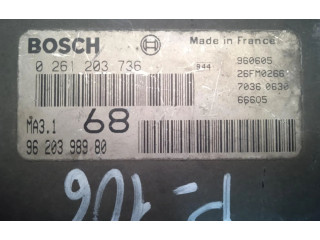 BOSCH Made in France
0 261 203 736 944 960605
26FM0266
7036 0630
MA3.1 68 66605
96 203 989 80
P-106